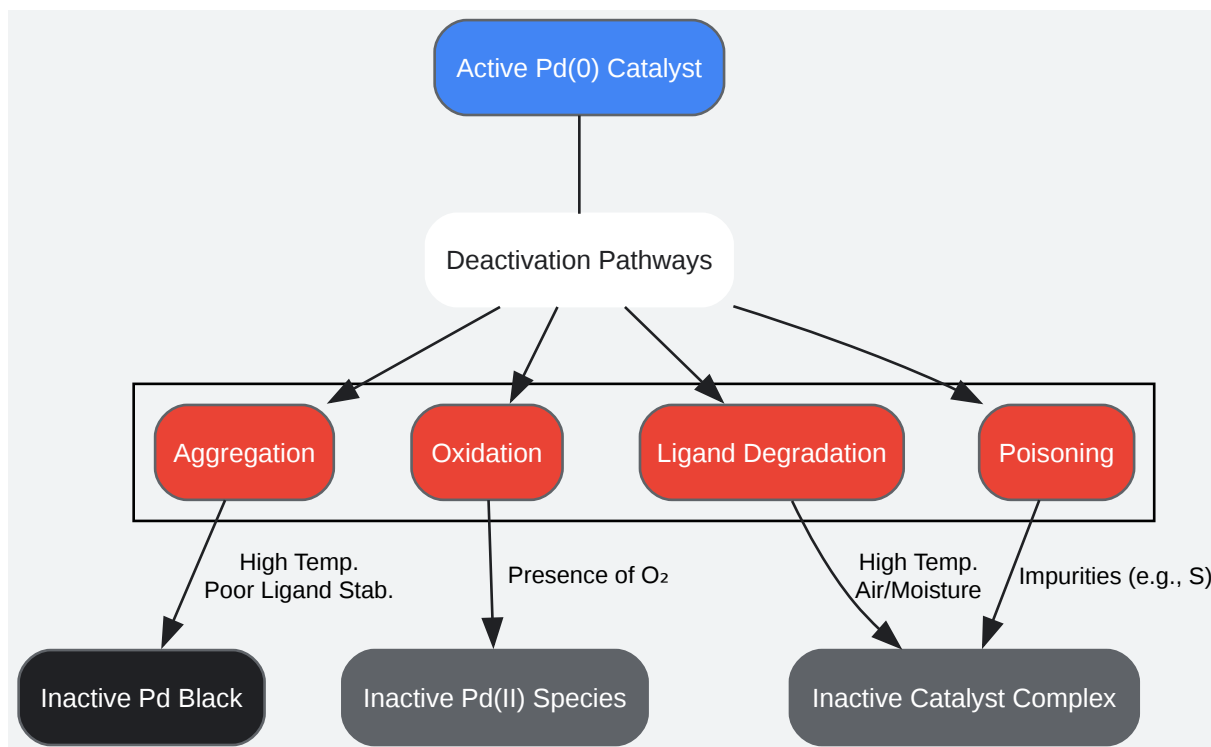 Active Pd(0) Catalyst
Deactivation Pathways
Aggregation
Oxidation
Ligand Degradation
Poisoning
High Temp.
Poor Ligand Stab.
Presence of O₂
High Temp.
Air/Moisture
Impurities (e.g., S)
Inactive Pd Black
Inactive Pd(II) Species
Inactive Catalyst Complex